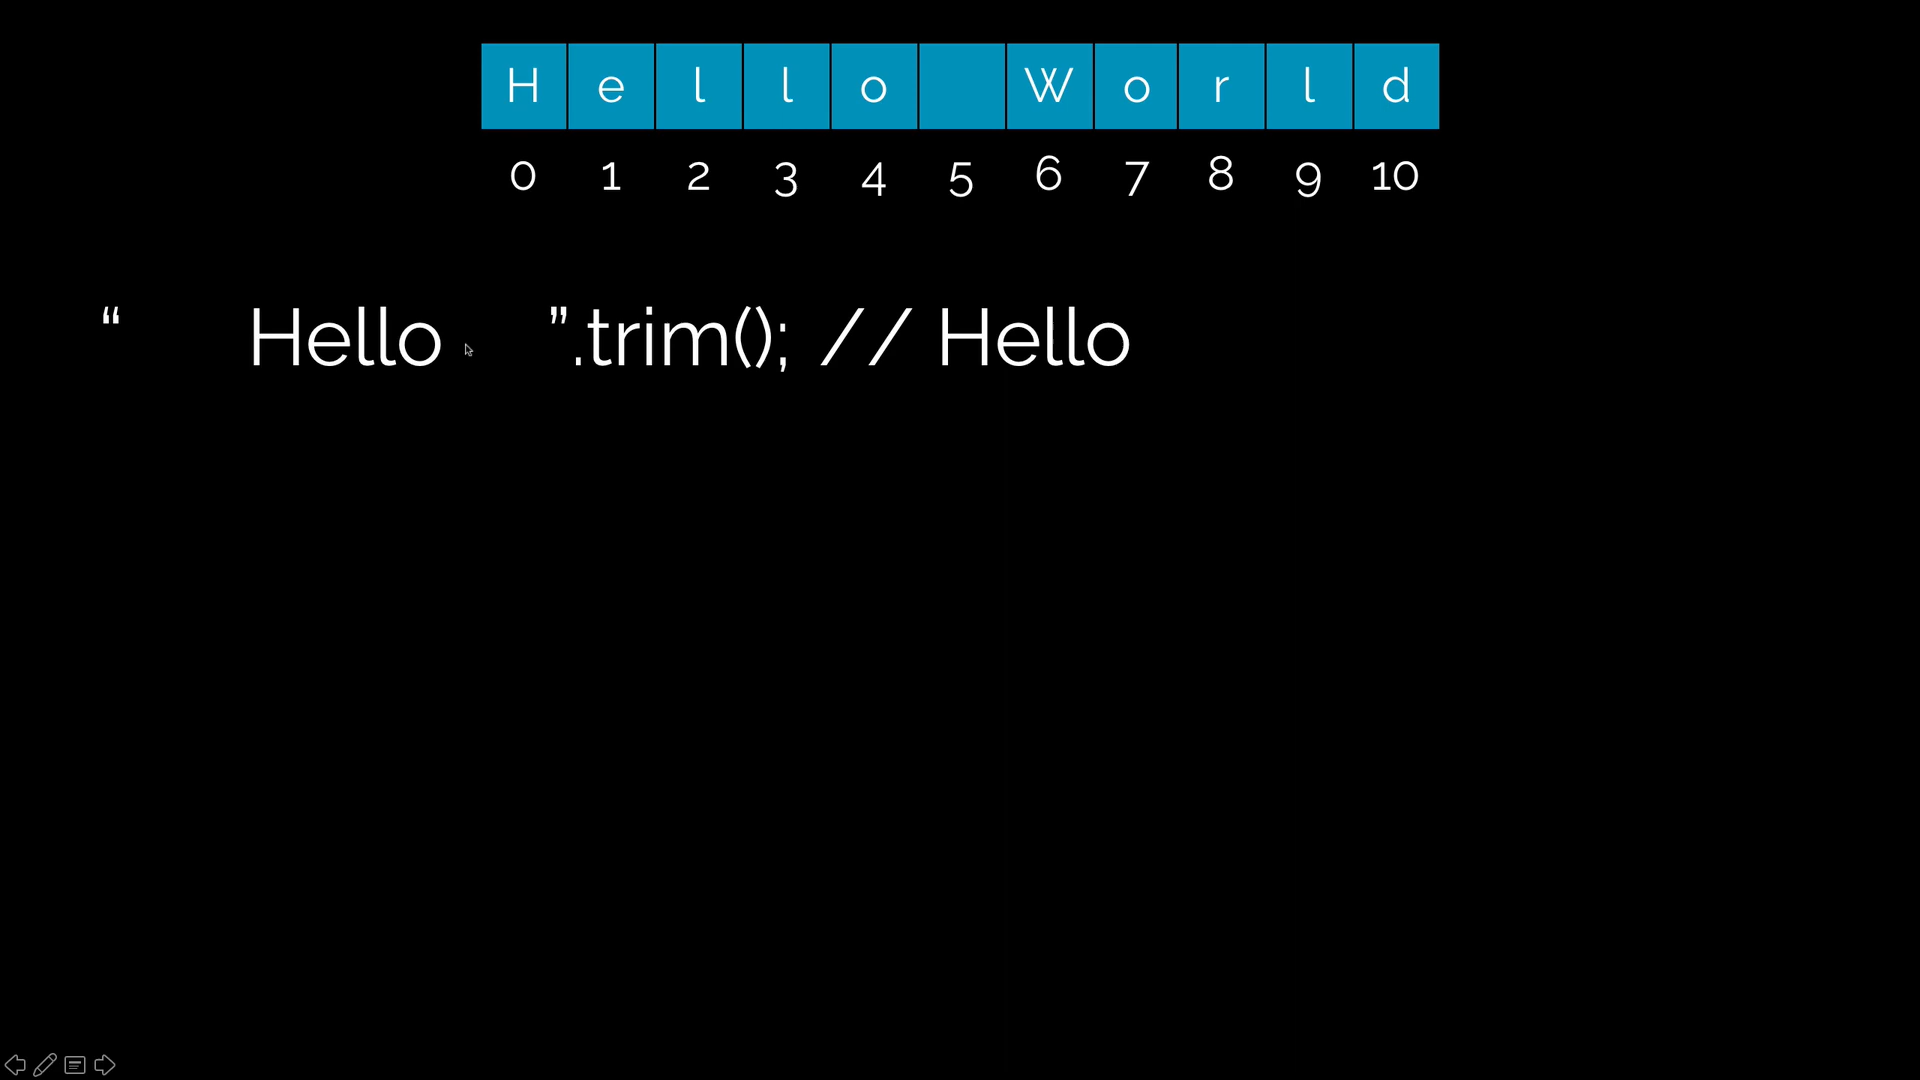 H e l l o W o r l d
0 1 2 3 4 5 6 7 8 9 10
“ Hello ”.trim(); // Hello